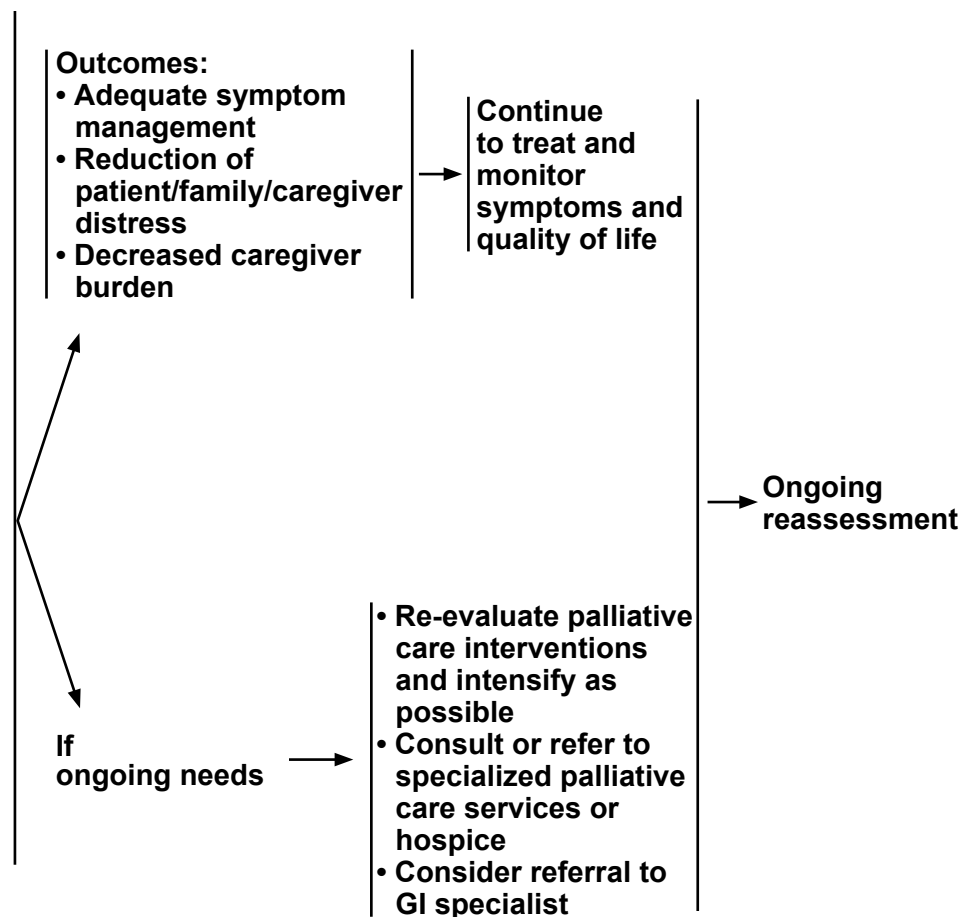 Outcomes:
• Adequate symptom
management
• Reduction of
patient/family/caregiver
distress
• Decreased caregiver
burden
Continue
to treat and
monitor
symptoms and
quality of life
If
ongoing needs
• Re-evaluate palliative
care interventions
and intensify as
possible
• Consult or refer to
specialized palliative
care services or
hospice
• Consider referral to
GI specialist
Ongoing
reassessment